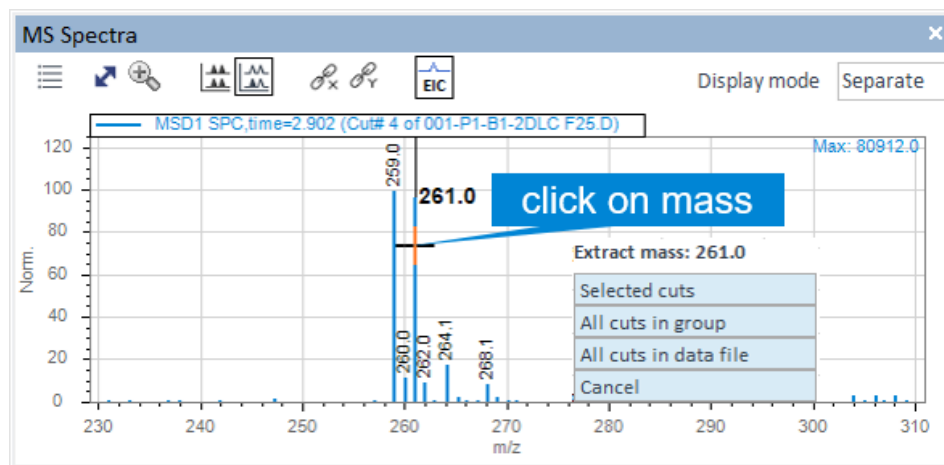 MS Spectra
X Y EIC Display mode Separate
MSD1 SPC,time=2.902 (Cut# 4 of 001-P1-B1-2DLC F25.D)
Max: 80912.0
120
100
80
60
40
20
0
Norm.
259.0
260.0
261.0
262.0
264.1
268.1
click on mass
Extract mass: 261.0
Selected cuts
All cuts in group
All cuts in data file
Cancel
230 240 250 260 270 280 290 300 310
m/z